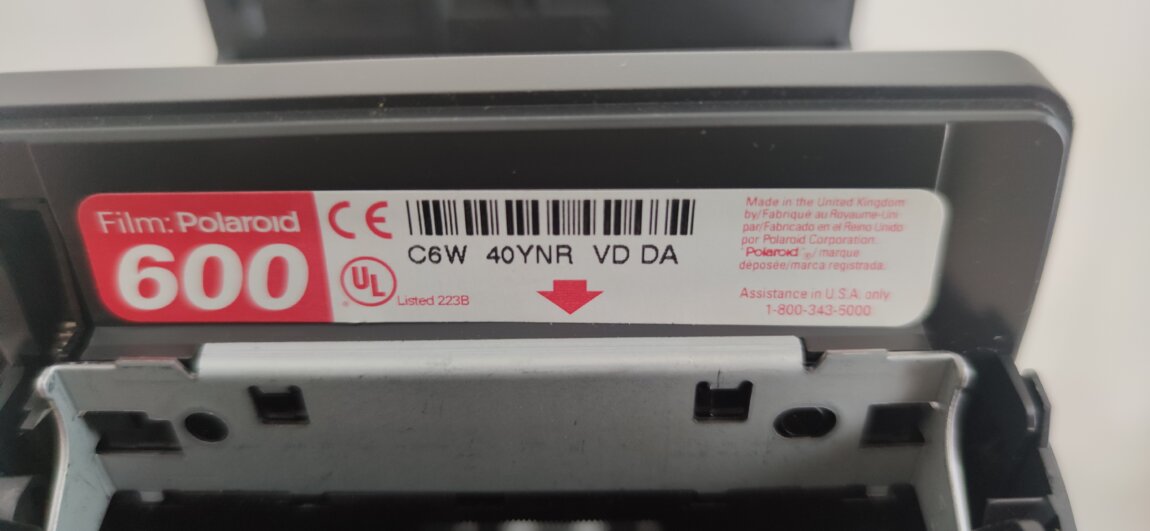 Film: Polaroid
600
CE
C6W 40YNR VD DA
UL
Listed 223B
Made in the United Kingdom
by/Fabriqué au Royaume-Uni
par/Fabricado en el Reino Unido
por Polaroid Corporation.
"Polaroid"®/marque
déposée/marca registrada.
Assistance in U.S.A. only
1-800-343-5000